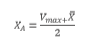 X_A = (V_max+X̄)/2